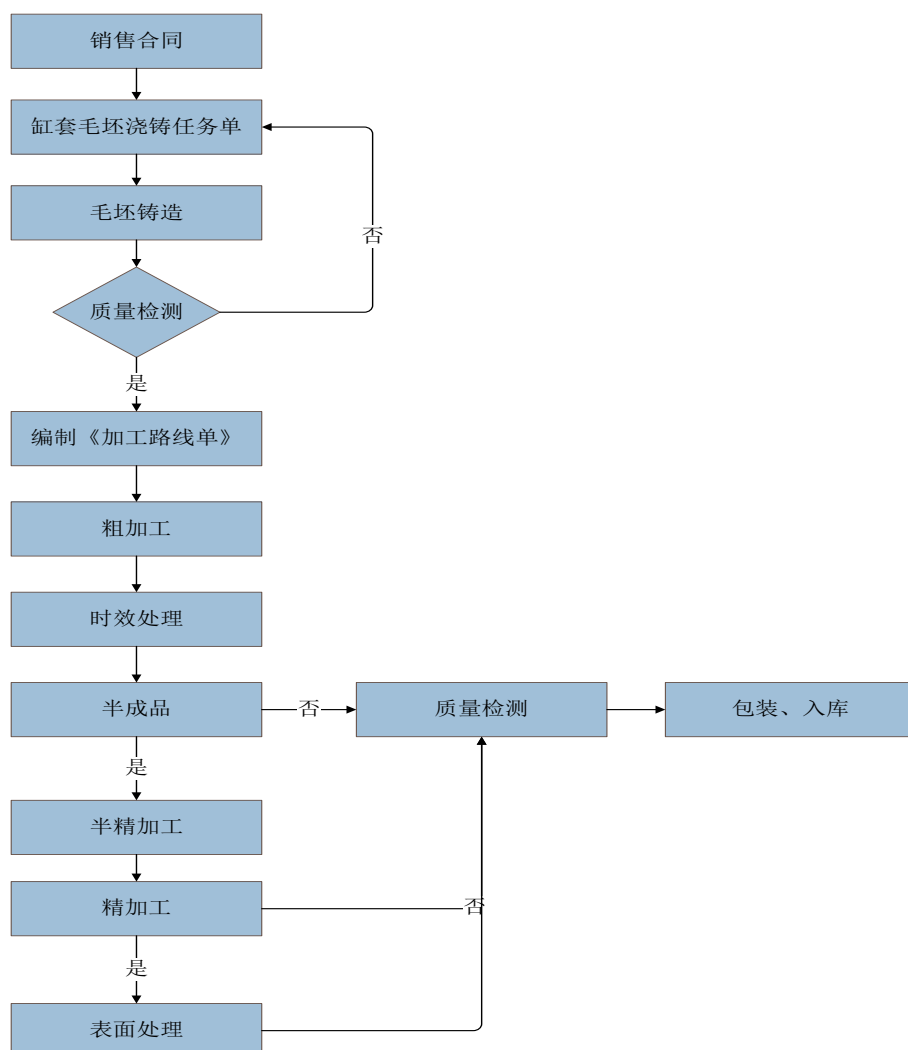 销售合同
缸套毛坯浇铸任务单
毛坯铸造
否
质量检测
是
编制《加工路线单》
粗加工
时效处理
半成品
否
质量检测
包装、入库
是
半精加工
精加工
否
是
表面处理